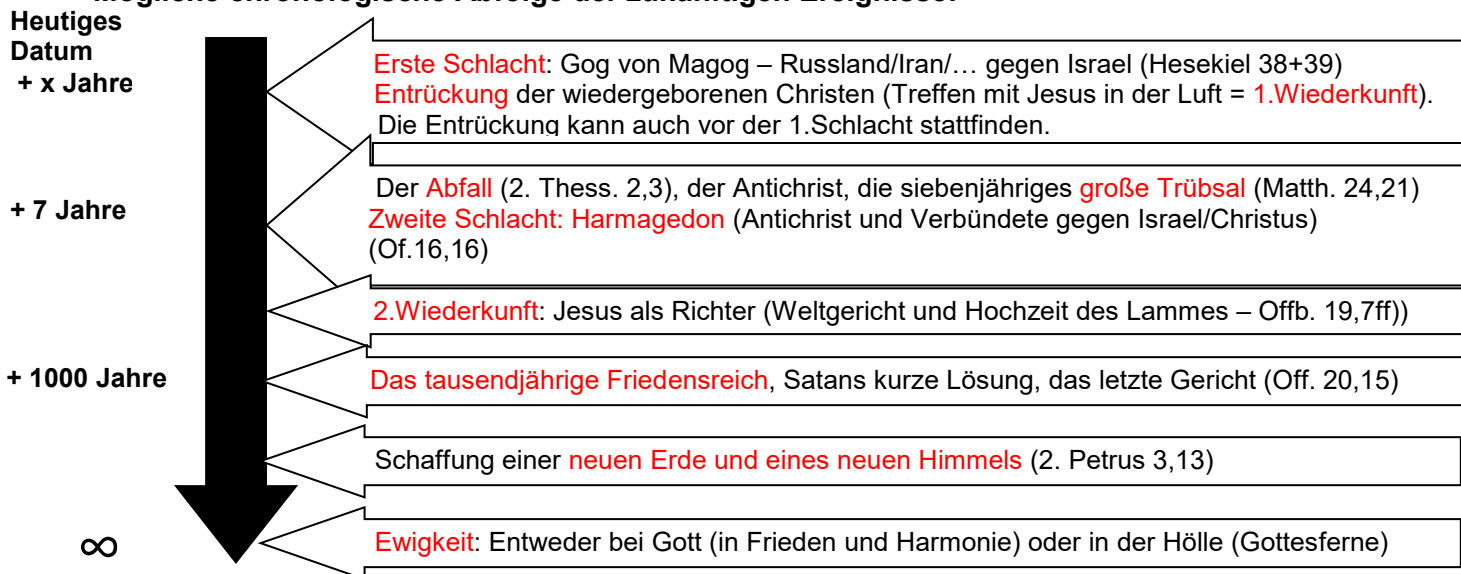 Mögliche chronologische Abfolge der zukünftigen Ereignisse:
Heutiges
Datum
+ x Jahre
Erste Schlacht: Gog von Magog – Russland/Iran/… gegen Israel (Hesekiel 38+39)
Entrückung der wiedergeborenen Christen (Treffen mit Jesus in der Luft = 1.Wiederkunft).
Die Entrückung kann auch vor der 1.Schlacht stattfinden.
+ 7 Jahre
Der Abfall (2. Thess. 2,3), der Antichrist, die siebenjähriges große Trübsal (Matth. 24,21)
Zweite Schlacht: Harmagedon (Antichrist und Verbündete gegen Israel/Christus)
(Of.16,16)
2.Wiederkunft: Jesus als Richter (Weltgericht und Hochzeit des Lammes – Offb. 19,7ff))
+ 1000 Jahre
Das tausendjährige Friedensreich, Satans kurze Lösung, das letzte Gericht (Off. 20,15)
Schaffung einer neuen Erde und eines neuen Himmels (2. Petrus 3,13)
∞
Ewigkeit: Entweder bei Gott (in Frieden und Harmonie) oder in der Hölle (Gottesferne)